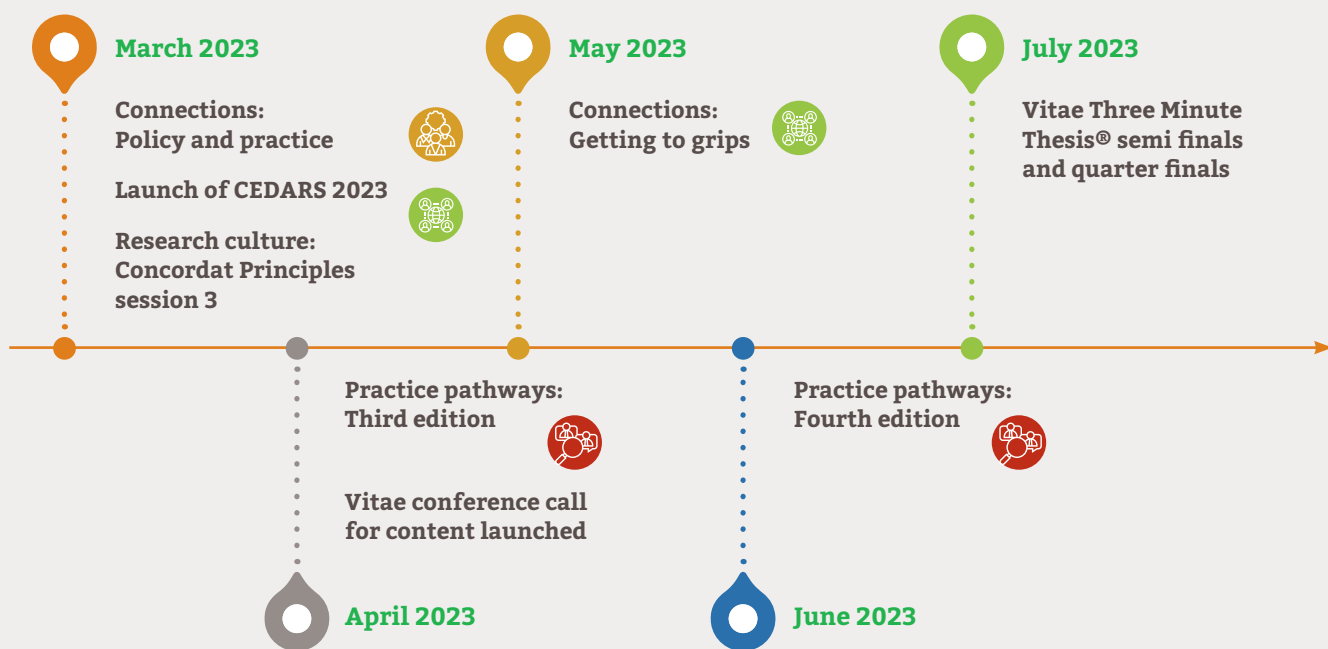 March 2023
Connections:
Policy and practice
Launch of CEDARS 2023
Research culture:
Concordat Principles
session 3
May 2023
Connections:
Getting to grips
July 2023
Vitae Three Minute
Thesis® semi finals
and quarter finals
Practice pathways:
Third edition
Vitae conference call
for content launched
April 2023
Practice pathways:
Fourth edition
June 2023